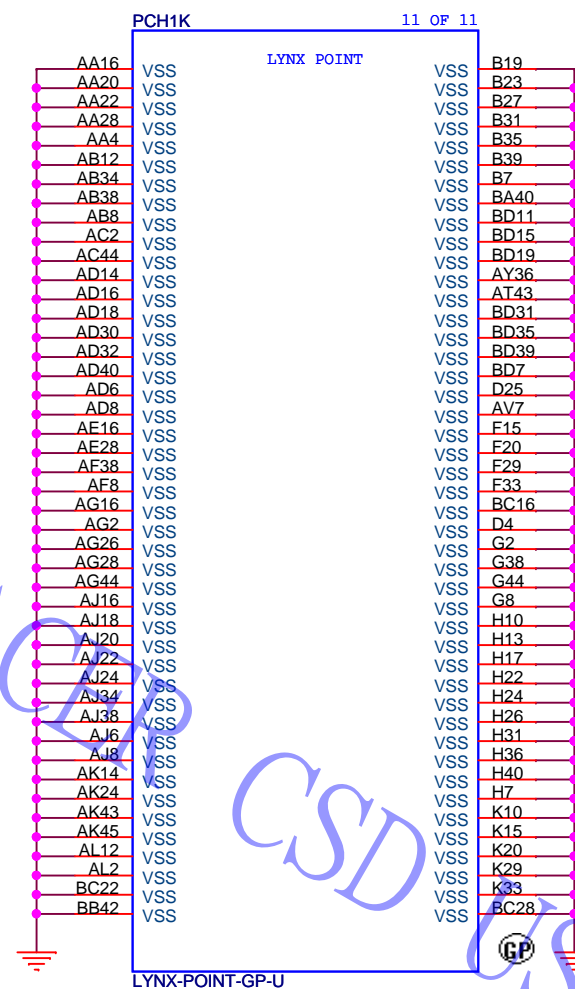 PCH1K 11 OF 11
LYNX POINT
AA16 VSS VSS B19
AA20 VSS VSS B23
AA22 VSS VSS B27
AA28 VSS VSS B31
AA4 VSS VSS B35
AB12 VSS VSS B39
AB34 VSS VSS B7
AB38 VSS VSS BA40
AB8 VSS VSS BD11
AC2 VSS VSS BD15
AC44 VSS VSS BD19
AD14 VSS VSS AY36
AD16 VSS VSS AT43
AD18 VSS VSS BD31
AD30 VSS VSS BD35
AD32 VSS VSS BD39
AD40 VSS VSS BD7
AD6 VSS VSS D25
AD8 VSS VSS AV7
AE16 VSS VSS F15
AE28 VSS VSS F20
AF38 VSS VSS F29
AF8 VSS VSS F33
AG16 VSS VSS BC16
AG2 VSS VSS D4
AG26 VSS VSS G2
AG28 VSS VSS G38
AG44 VSS VSS G44
AJ16 VSS VSS G8
AJ18 VSS VSS H10
AJ20 VSS VSS H13
AJ22 VSS VSS H17
AJ24 VSS VSS H22
AJ34 VSS VSS H24
AJ38 VSS VSS H26
AJ6 VSS VSS H31
AJ8 VSS VSS H36
AK14 VSS VSS H40
AK24 VSS VSS H7
AK43 VSS VSS K10
AK45 VSS VSS K15
AL12 VSS VSS K20
AL2 VSS VSS K29
BC22 VSS VSS K33
BB42 VSS VSS BC28
GP
LYNX-POINT-GP-U
CER CSD US